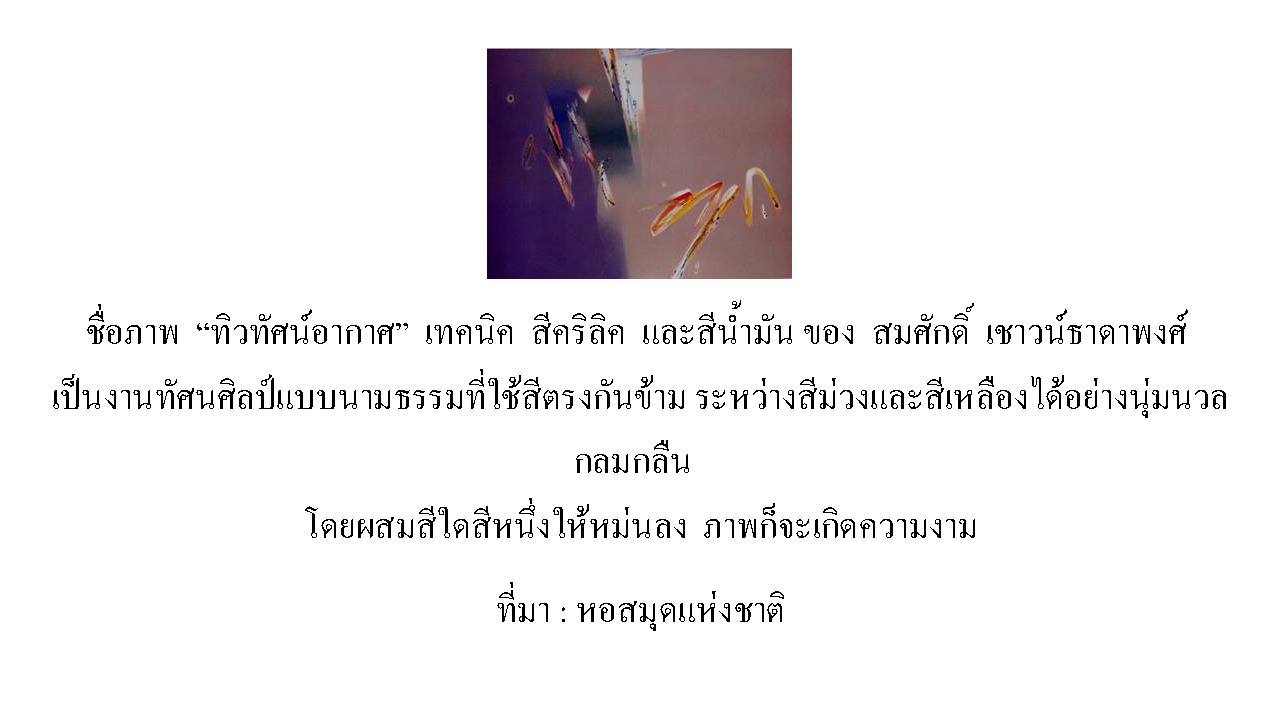 ชื่อภาพ “ทิวทัศน์อากาศ” เทคนิค สีคริลิค และสีน้ำมัน ของ สมศักดิ์ เชาวน์ธาดาพงศ์
เป็นงานทัศนศิลป์แบบนามธรรมที่ใช้สีตรงกันข้าม ระหว่างสีม่วงและสีเหลืองได้อย่างนุ่มนวล
กลมกลืน
โดยผสมสีใดสีหนึ่งให้หม่นลง ภาพก็จะเกิดความงาม
ที่มา : หอสมุดแห่งชาติ